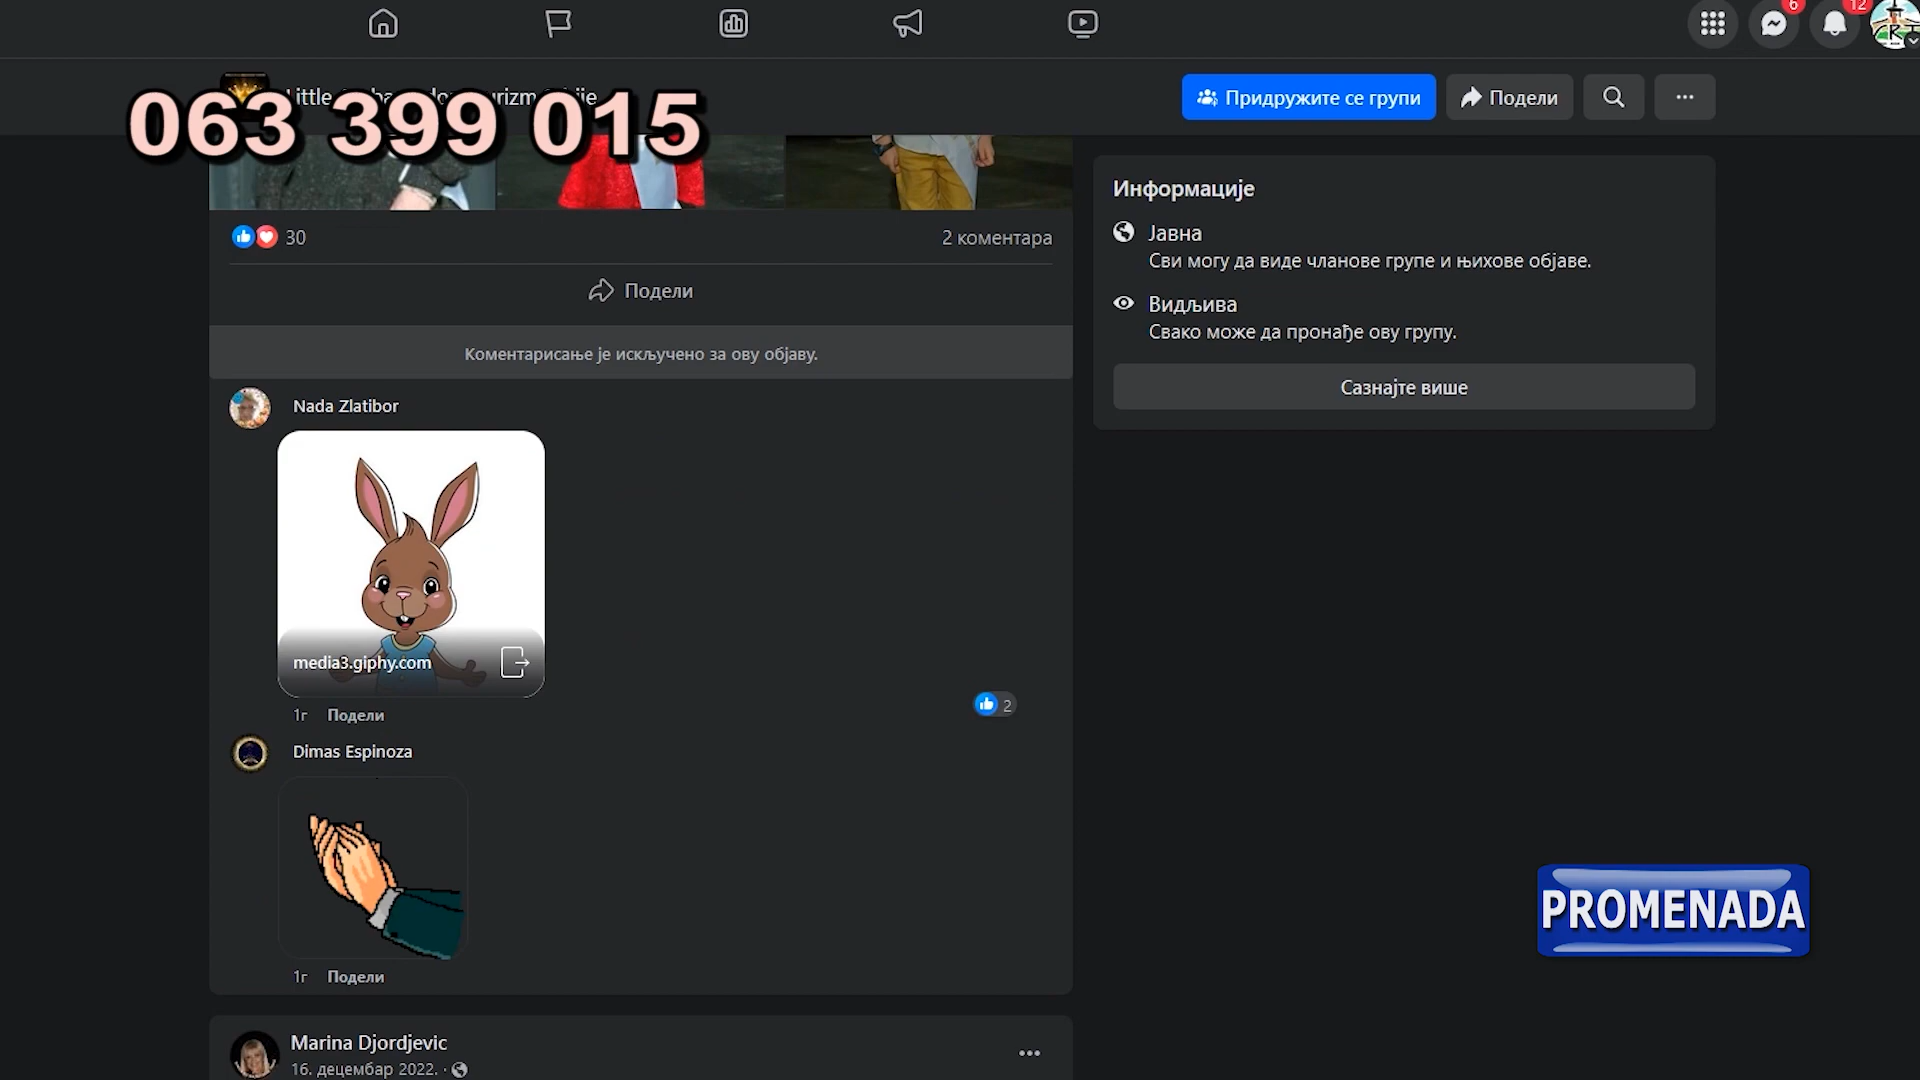 6
12
063 399 015
Придружите се групи
Подели
30
2 коментара
Подели
Коментарисање је искључено за ову објаву.
Nada Zlatibor
media3.giphy.com
1г Подели
2
Dimas Espinoza
1г Подели
Marina Djordjevic
16. децембар 2022. ·
Информације
Јавна
Сви могу да виде чланове групе и њихове објаве.
Видљива
Свако може да пронађе ову групу.
Сазнајте више
PROMENADA